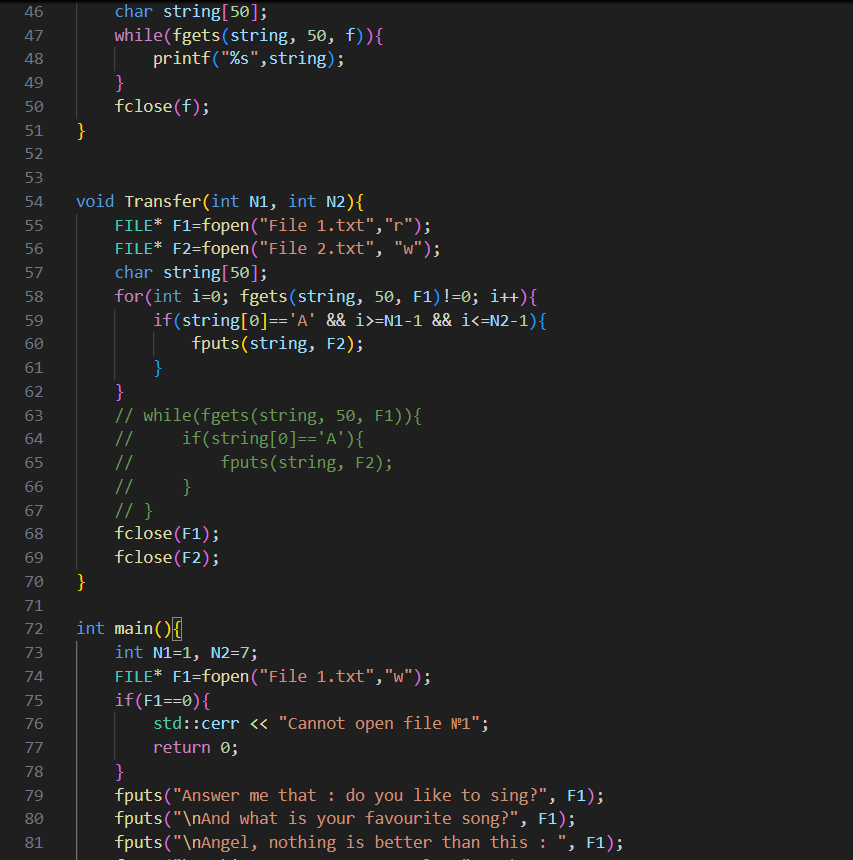 46 char string[50];
47 while(fgets(string, 50, f)){
48 printf("%s",string);
49 }
50 fclose(f);
51 }
52
53
54 void Transfer(int N1, int N2){
55 FILE* F1=fopen("File 1.txt","r");
56 FILE* F2=fopen("File 2.txt", "w");
57 char string[50];
58 for(int i=0; fgets(string, 50, F1)!=0; i++){
59 if(string[0]=='A' && i>=N1-1 && i<=N2-1){
60 fputs(string, F2);
61 }
62 }
63 // while(fgets(string, 50, F1)){
64 // if(string[0]=='A'){
65 // fputs(string, F2);
66 // }
67 // }
68 fclose(F1);
69 fclose(F2);
70 }
71
72 int main(){
73 int N1=1, N2=7;
74 FILE* F1=fopen("File 1.txt","w");
75 if(F1==0){
76 std::cerr << "Cannot open file №1";
77 return 0;
78 }
79 fputs("Answer me that : do you like to sing?", F1);
80 fputs("\nAnd what is your favourite song?", F1);
81 fputs("\nAngel, nothing is better than this : ", F1);